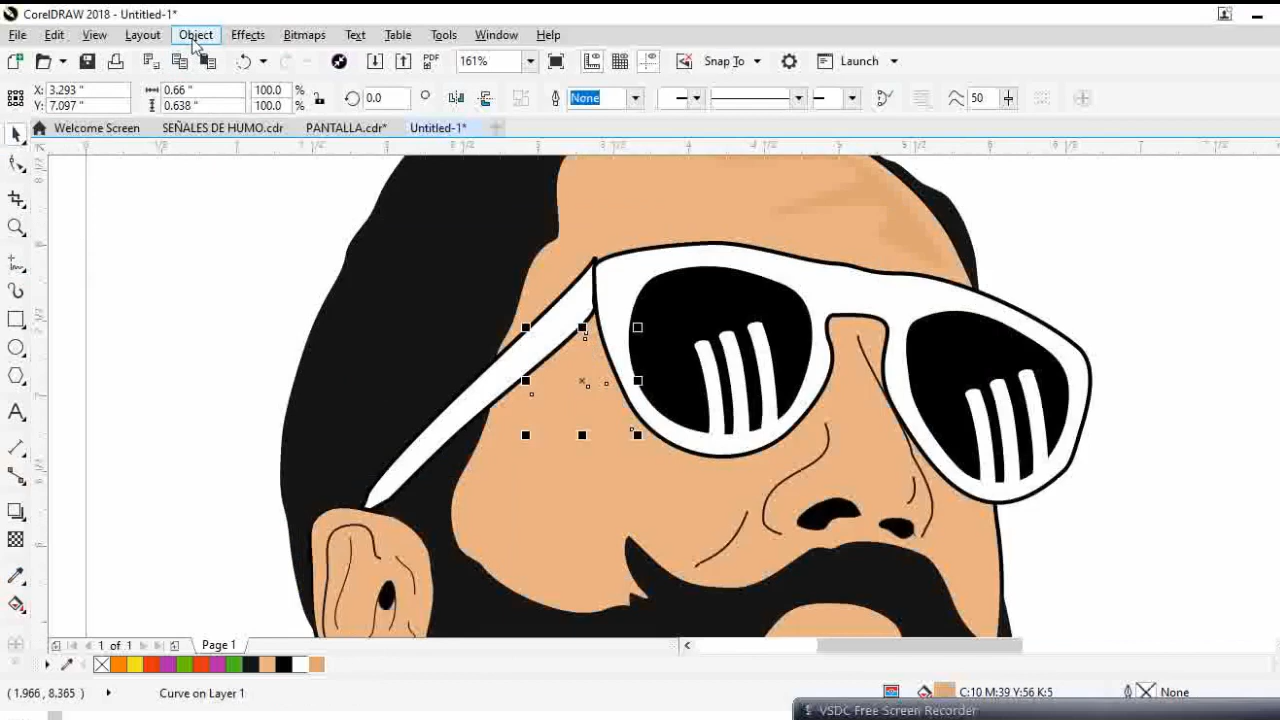 CorelDRAW 2018 - Untitled-1*
File Edit View Layout Object Effects Bitmaps Text Table Tools Window Help
PDF 161% Snap To Launch
X: 3.293 " 0.66 " 100.0 % 0.0 None 50
Y: 7.097 " 0.638 " 100.0 %
Welcome Screen SEÑALES DE HUMO.cdr PANTALLA.cdr* Untitled-1*
1 of 1 Page 1
( 1.966 , 8.365 ) Curve on Layer 1 C:10 M:39 Y:56 K:5 None
VSDC Free Screen Recorder